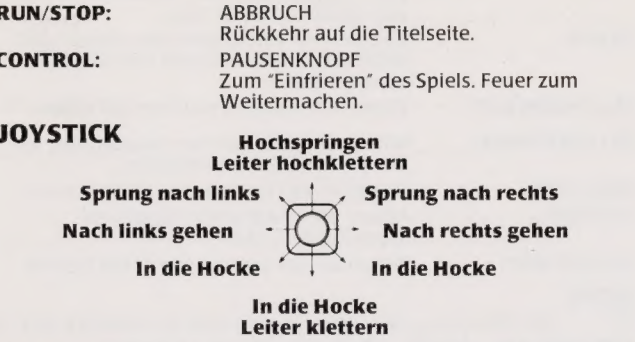 RUN/STOP: ABBRUCH
Rückkehr auf die Titelseite.
CONTROL: PAUSENKNOPF
Zum "Einfrieren" des Spiels. Feuer zum
Weitermachen.
JOYSTICK
Hochspringen
Leiter hochklettern
Sprung nach links Sprung nach rechts
Nach links gehen Nach rechts gehen
In die Hocke In die Hocke
In die Hocke
Leiter klettern